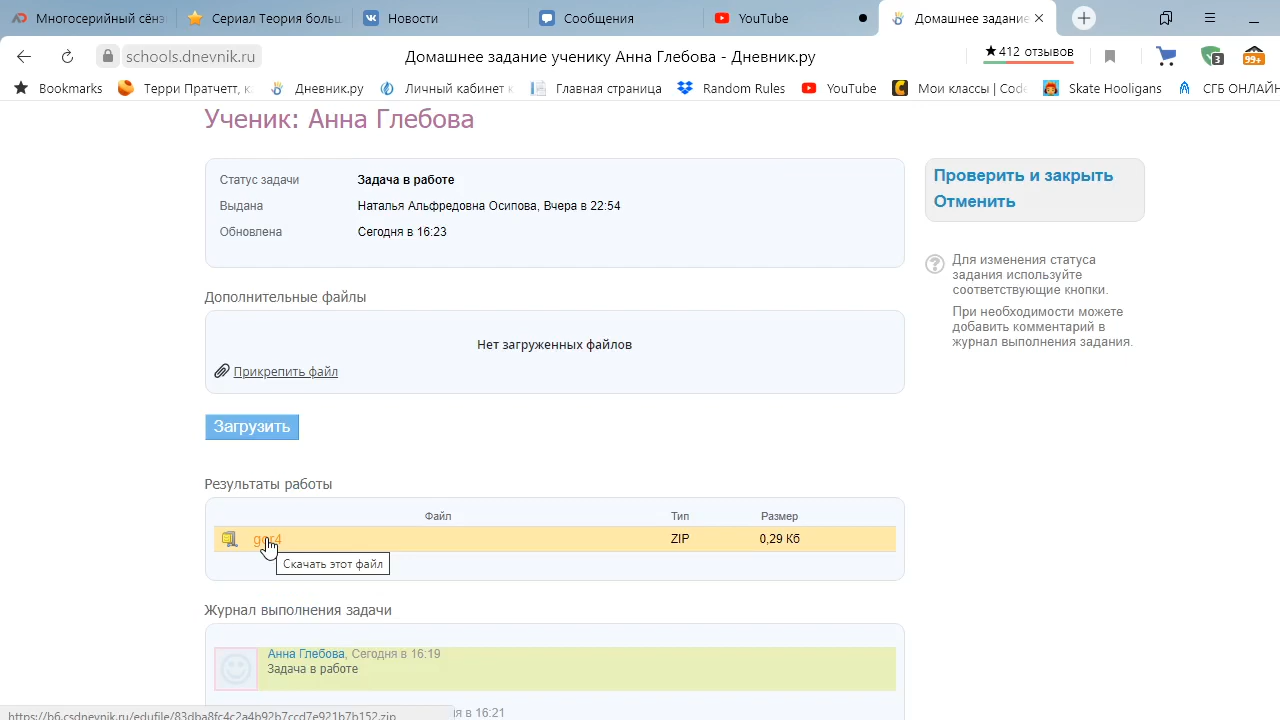 Многосерийный сёнэ
Сериал Теория больш
Новости
Сообщения
YouTube
Домашнее задание
schools.dnevnik.ru
Домашнее задание ученику Анна Глебова - Дневник.ру
★412 отзывов
3
99+
Bookmarks
Терри Пратчетт, к
Дневник.ру
Личный кабинет
Главная страница
Random Rules
YouTube
Мои классы | Code
Skate Hooligans
СГБ ОНЛАЙН
Ученик: Анна Глебова
Статус задачи Задача в работе
Выдана Наталья Альфредовна Осипова, Вчера в 22:54
Обновлена Сегодня в 16:23
Проверить и закрыть
Отменить
Для изменения статуса
задания используйте
соответствующие кнопки.
При необходимости можете
добавить комментарий в
журнал выполнения задания.
Дополнительные файлы
Нет загруженных файлов
Прикрепить файл
Загрузить
Результаты работы
Файл Тип Размер
ZIP 0,29 Кб
Скачать этот файл
Журнал выполнения задачи
Анна Глебова, Сегодня в 16:19
Задача в работе
в 16:21